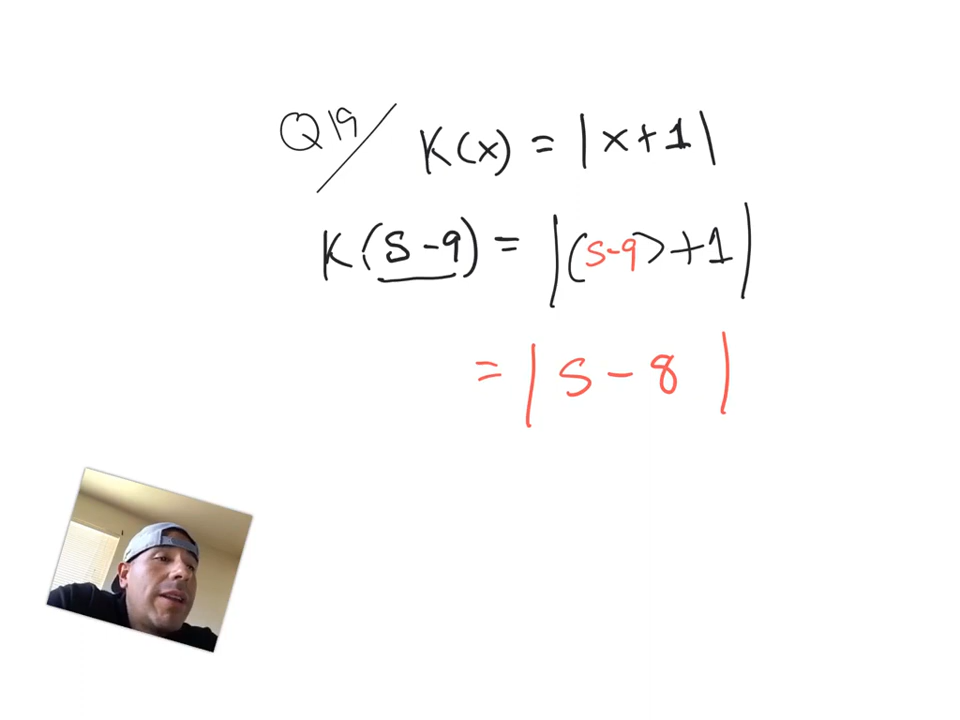 Q19/ K(x) = |x+1|
K(s-9) = |(s-9)+1|
= |s-8|